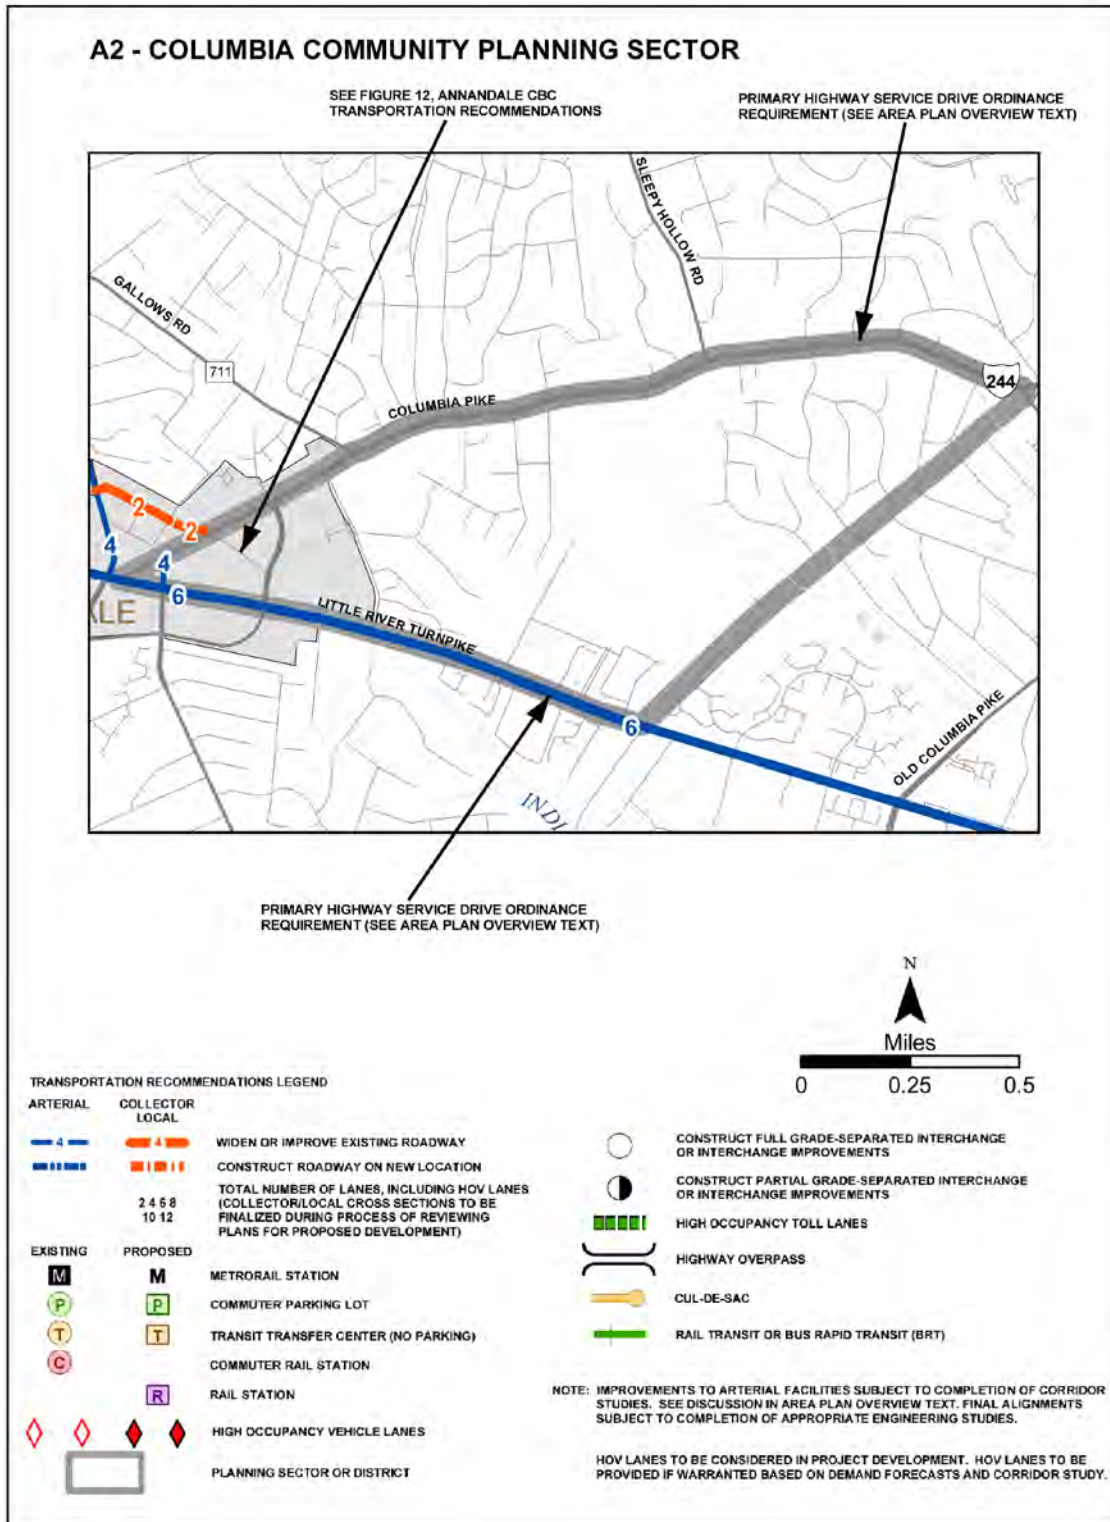 A2 - COLUMBIA COMMUNITY PLANNING SECTOR
SEE FIGURE 12, ANNANDALE CBC
TRANSPORTATION RECOMMENDATIONS
PRIMARY HIGHWAY SERVICE DRIVE ORDINANCE
REQUIREMENT (SEE AREA PLAN OVERVIEW TEXT)
SLEEPY HOLLOW RD
GALLOWS RD
711
244
COLUMBIA PIKE
2
2
4
4
6
ALE
LITTLE RIVER TURNPIKE
6
OLD COLUMBIA PIKE
INDI
PRIMARY HIGHWAY SERVICE DRIVE ORDINANCE
REQUIREMENT (SEE AREA PLAN OVERVIEW TEXT)
N
Miles
0 0.25 0.5
TRANSPORTATION RECOMMENDATIONS LEGEND
ARTERIAL
COLLECTOR
LOCAL
4
4
WIDEN OR IMPROVE EXISTING ROADWAY
CONSTRUCT ROADWAY ON NEW LOCATION
2 4 6 8
10 12
TOTAL NUMBER OF LANES, INCLUDING HOV LANES
(COLLECTOR/LOCAL CROSS SECTIONS TO BE
FINALIZED DURING PROCESS OF REVIEWING
PLANS FOR PROPOSED DEVELOPMENT)
EXISTING
PROPOSED
M M METRORAIL STATION
P P COMMUTER PARKING LOT
T T TRANSIT TRANSFER CENTER (NO PARKING)
C COMMUTER RAIL STATION
R RAIL STATION
HIGH OCCUPANCY VEHICLE LANES
PLANNING SECTOR OR DISTRICT
CONSTRUCT FULL GRADE-SEPARATED INTERCHANGE
OR INTERCHANGE IMPROVEMENTS
CONSTRUCT PARTIAL GRADE-SEPARATED INTERCHANGE
OR INTERCHANGE IMPROVEMENTS
HIGH OCCUPANCY TOLL LANES
HIGHWAY OVERPASS
CUL-DE-SAC
RAIL TRANSIT OR BUS RAPID TRANSIT (BRT)
NOTE: IMPROVEMENTS TO ARTERIAL FACILITIES SUBJECT TO COMPLETION OF CORRIDOR
STUDIES. SEE DISCUSSION IN AREA PLAN OVERVIEW TEXT. FINAL ALIGNMENTS
SUBJECT TO COMPLETION OF APPROPRIATE ENGINEERING STUDIES.
HOV LANES TO BE CONSIDERED IN PROJECT DEVELOPMENT. HOV LANES TO BE
PROVIDED IF WARRANTED BASED ON DEMAND FORECASTS AND CORRIDOR STUDY.